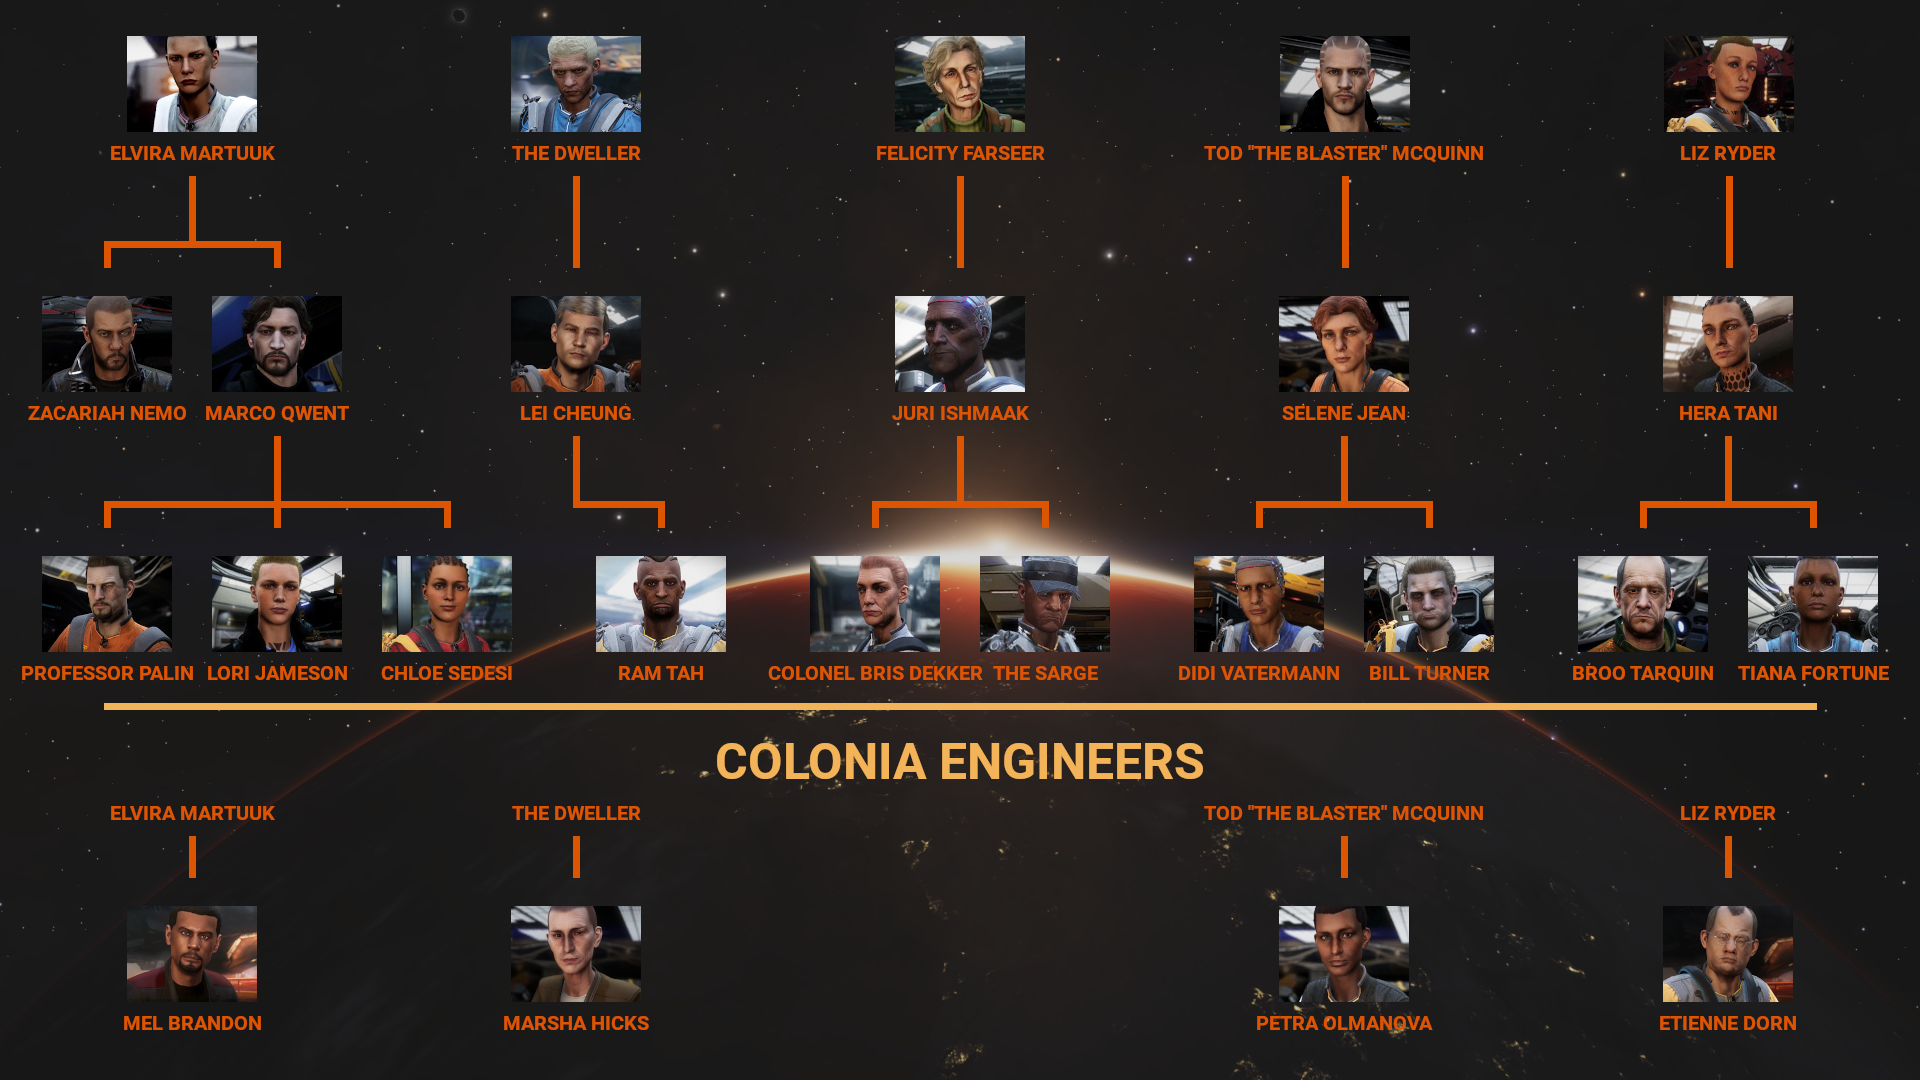 ELVIRA MARTUUK
THE DWELLER
FELICITY FARSEER
TOD "THE BLASTER" MCQUINN
LIZ RYDER
ZACARIAH NEMO
MARCO QWENT
LEI CHEUNG
JURI ISHMAAK
SELENE JEAN
HERA TANI
PROFESSOR PALIN
LORI JAMESON
CHLOE SEDESI
RAM TAH
COLONEL BRIS DEKKER
THE SARGE
DIDI VATERMANN
BILL TURNER
BROO TARQUIN
TIANA FORTUNE
COLONIA ENGINEERS
ELVIRA MARTUUK
THE DWELLER
TOD "THE BLASTER" MCQUINN
LIZ RYDER
MEL BRANDON
MARSHA HICKS
PETRA OLMANOVA
ETIENNE DORN